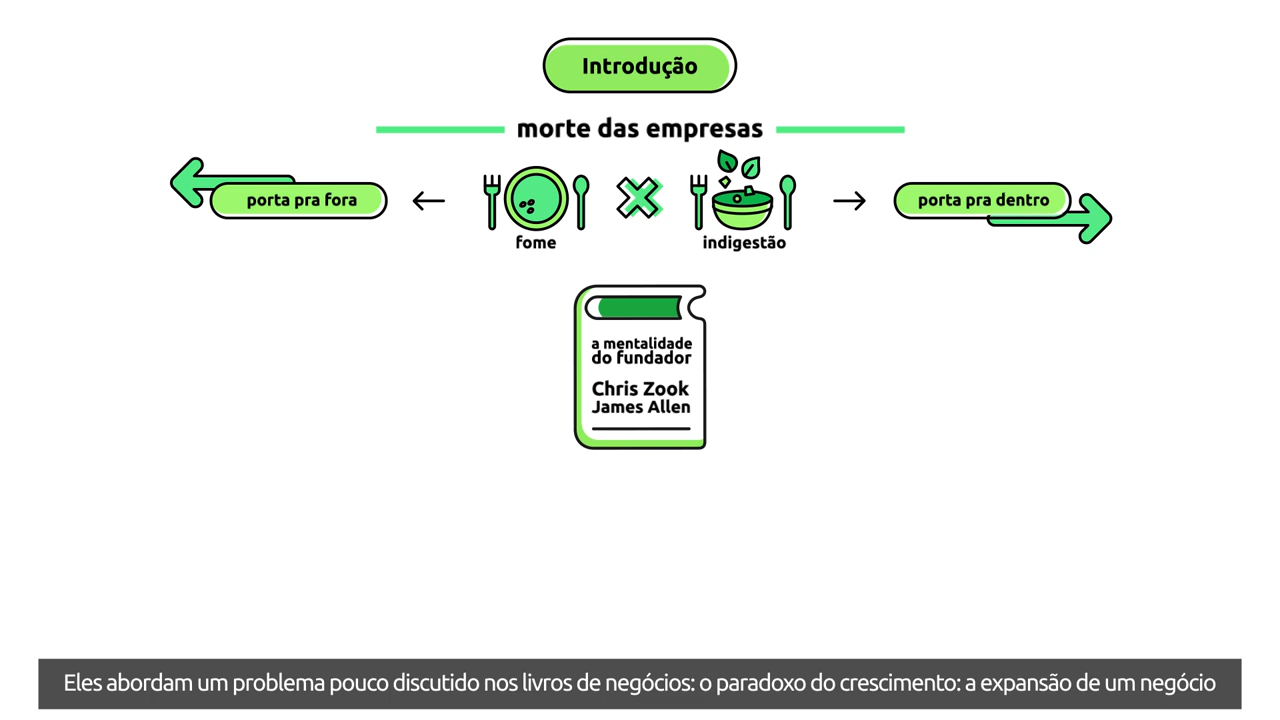 Introdução
morte das empresas
porta pra fora
fome
indigestão
porta pra dentro
a mentalidade
do fundador
Chris Zook
James Allen
Eles abordam um problema pouco discutido nos livros de negócios: o paradoxo do crescimento: a expansão de um negócio